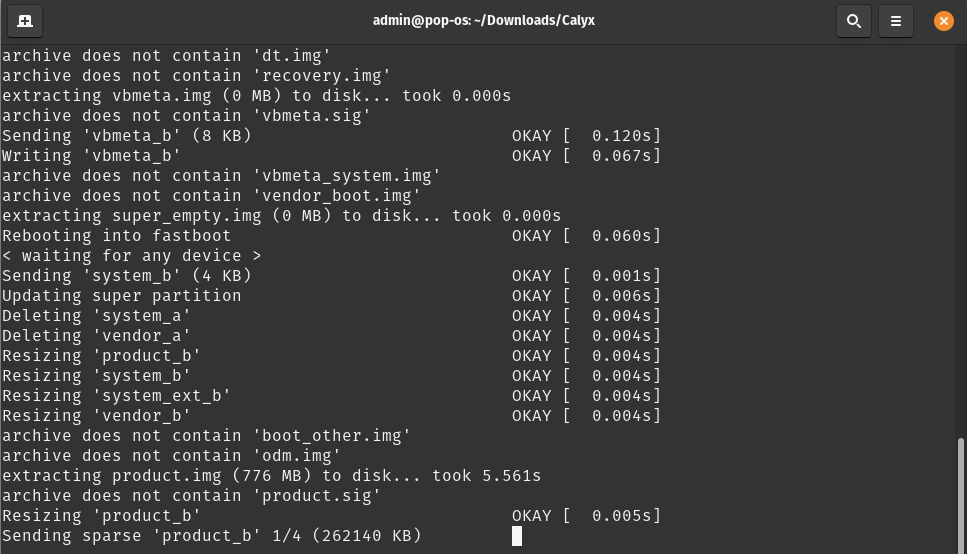 admin@pop-os: ~/Downloads/Calyx
archive does not contain 'dt.img'
archive does not contain 'recovery.img'
extracting vbmeta.img (0 MB) to disk... took 0.000s
archive does not contain 'vbmeta.sig'
Sending 'vbmeta_b' (8 KB)                          OKAY [  0.120s]
Writing 'vbmeta_b'                                 OKAY [  0.067s]
archive does not contain 'vbmeta_system.img'
archive does not contain 'vendor_boot.img'
extracting super_empty.img (0 MB) to disk... took 0.000s
Rebooting into fastboot                            OKAY [  0.060s]
< waiting for any device >
Sending 'system_b' (4 KB)                          OKAY [  0.001s]
Updating super partition                           OKAY [  0.006s]
Deleting 'system_a'                                OKAY [  0.004s]
Deleting 'vendor_a'                                OKAY [  0.004s]
Resizing 'product_b'                               OKAY [  0.004s]
Resizing 'system_b'                                OKAY [  0.004s]
Resizing 'system_ext_b'                            OKAY [  0.004s]
Resizing 'vendor_b'                                OKAY [  0.004s]
archive does not contain 'boot_other.img'
archive does not contain 'odm.img'
extracting product.img (776 MB) to disk... took 5.561s
archive does not contain 'product.sig'
Resizing 'product_b'                               OKAY [  0.005s]
Sending sparse 'product_b' 1/4 (262140 KB)